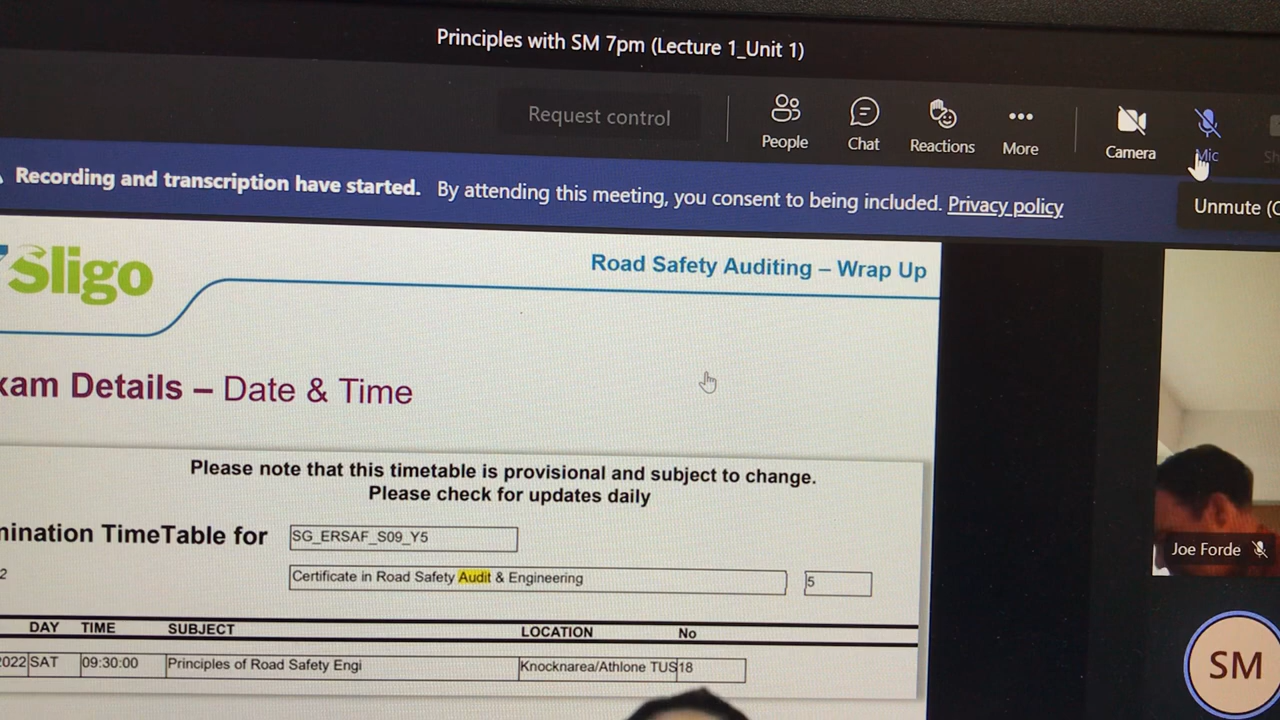 Principles with SM 7pm (Lecture 1_Unit 1)
Request control
People
Chat
Reactions
More
Camera
Mic
Recording and transcription have started. By attending this meeting, you consent to being included. Privacy policy
Unmute (C
Sligo
Road Safety Auditing – Wrap Up
xam Details – Date & Time
Please note that this timetable is provisional and subject to change.
Please check for updates daily
mination TimeTable for SG_ERSAF_S09_Y5
2 Certificate in Road Safety Audit & Engineering 5
DAY TIME SUBJECT LOCATION No
2022 SAT 09:30:00 Principles of Road Safety Engi Knocknarea/Athlone TUS 18
Joe Forde
SM